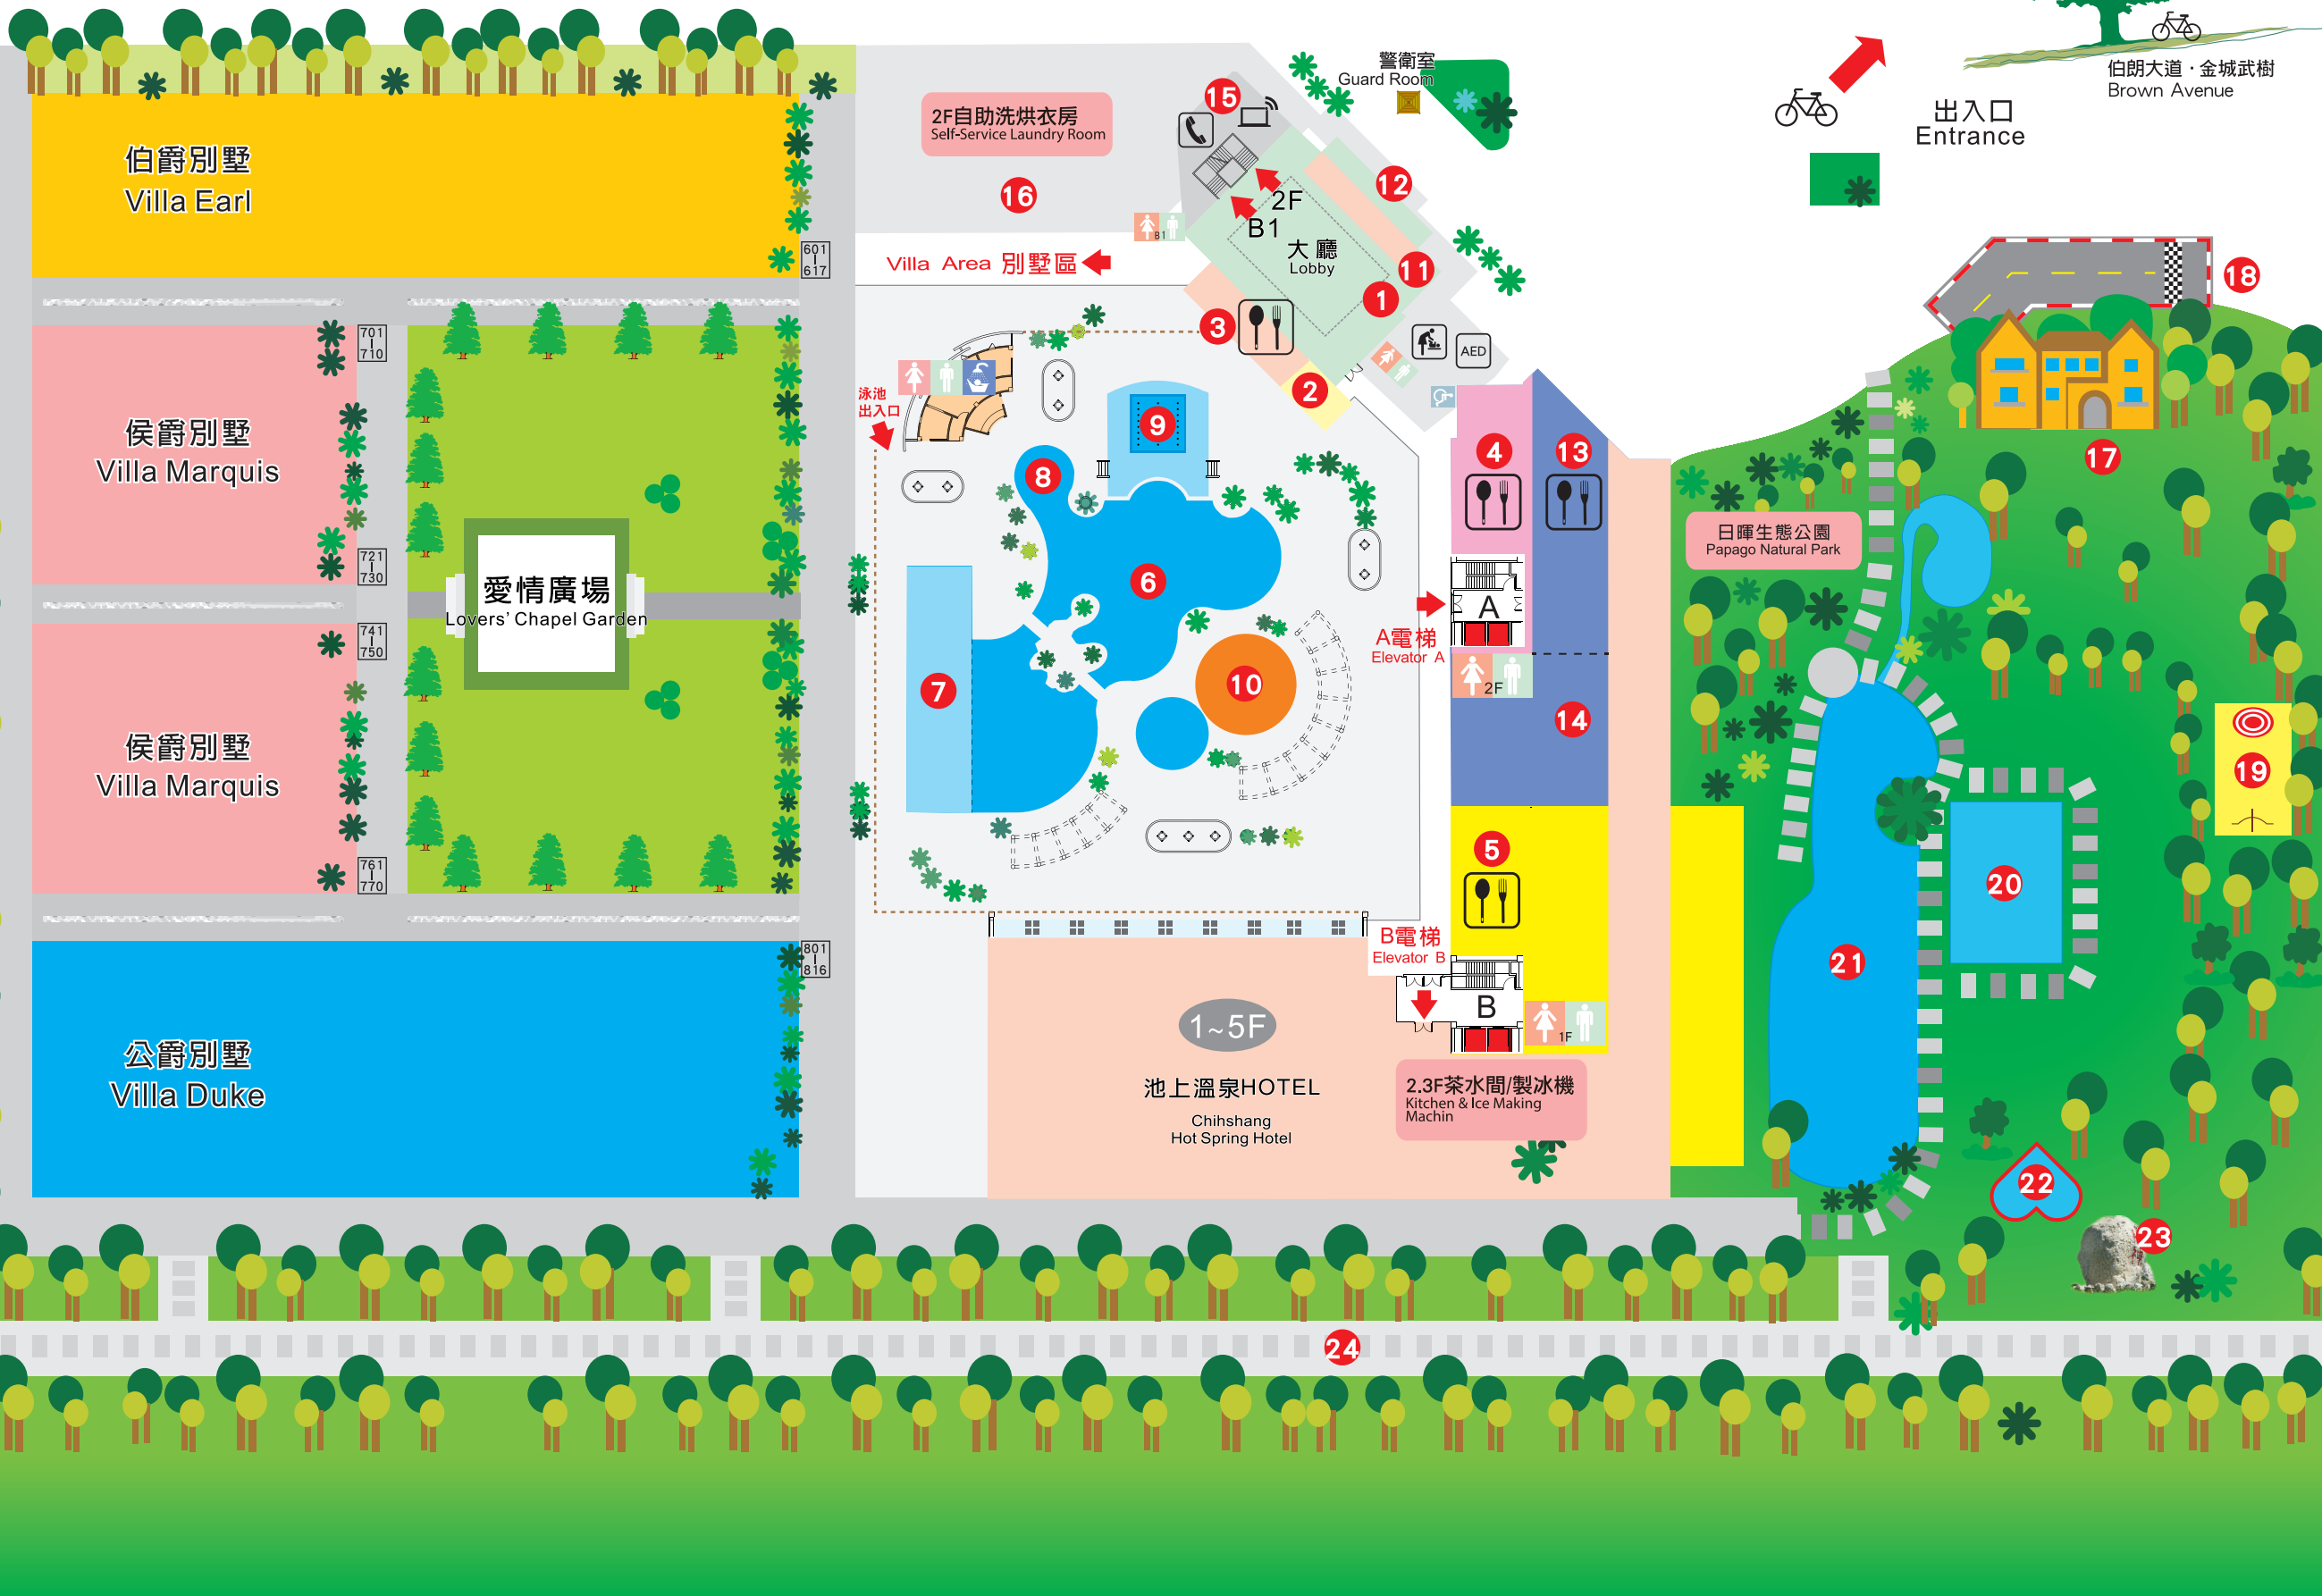 警衛室
Guard Room
伯朗大道·金城武樹
Brown Avenue
出入口
Entrance
15
2F自助洗烘衣房
Self-Service Laundry Room
16
伯爵別墅
Villa Earl
12
2F
B1
B1
大廳
Lobby
Villa Area 別墅區
601
617
11
1
18
3
701
710
AED
泳池
出入口
2
9
侯爵別墅
Villa Marquis
8
4
13
17
日暉生態公園
Papago Natural Park
721
730
愛情廣場
Lovers' Chapel Garden
6
A
A電梯
Elevator A
741
750
7
10
2F
14
侯爵別墅
Villa Marquis
19
5
761
770
20
B電梯
Elevator B
801
816
21
B
1~5F
1F
公爵別墅
Villa Duke
池上溫泉HOTEL
Chihshang
Hot Spring Hotel
2.3F茶水間/製冰機
Kitchen & Ice Making
Machin
22
23
24